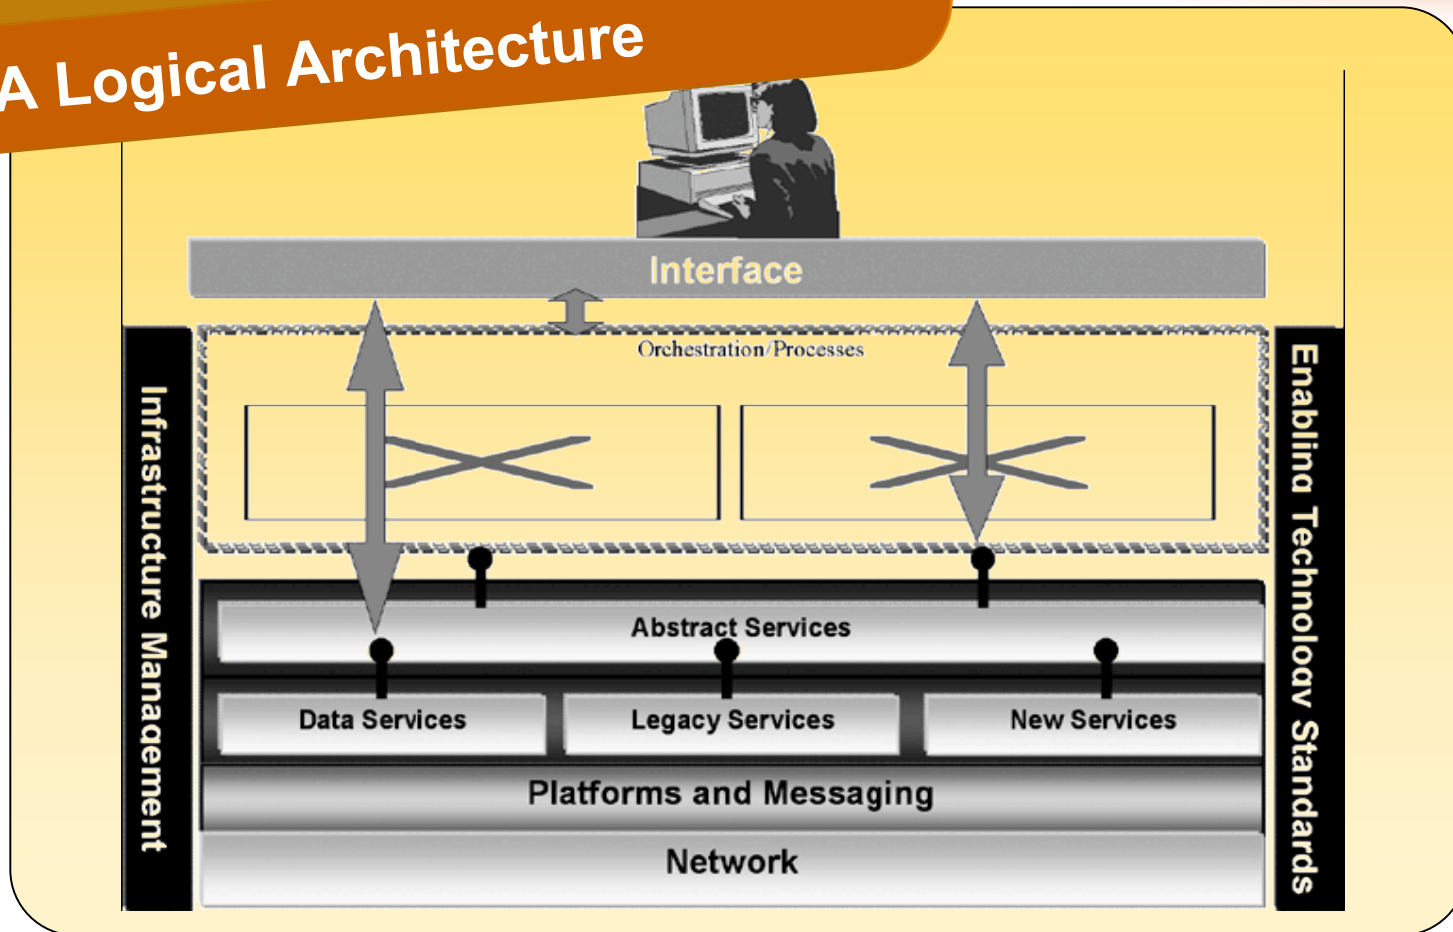 A Logical Architecture
Interface
Orchestration/Processes
Infrastructure Management
Enabling Technology Standards
Abstract Services
Data Services
Legacy Services
New Services
Platforms and Messaging
Network